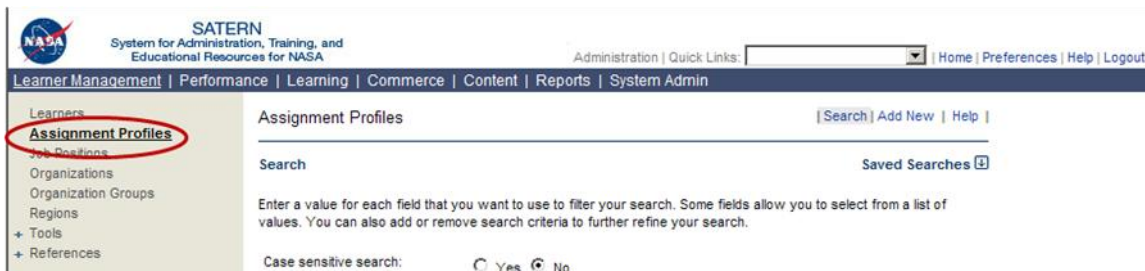 NASA
SATERN
System for Administration, Training, and
Educational Resources for NASA
Administration | Quick Links: | Home | Preferences | Help | Logout
Learner Management | Performance | Learning | Commerce | Content | Reports | System Admin
Learners
Assignment Profiles
Job Positions
Organizations
Organization Groups
Regions
+ Tools
+ References
Assignment Profiles
| Search | Add New | Help |
Search
Saved Searches
Enter a value for each field that you want to use to filter your search. Some fields allow you to select from a list of
values. You can also add or remove search criteria to further refine your search.
Case sensitive search: Yes No